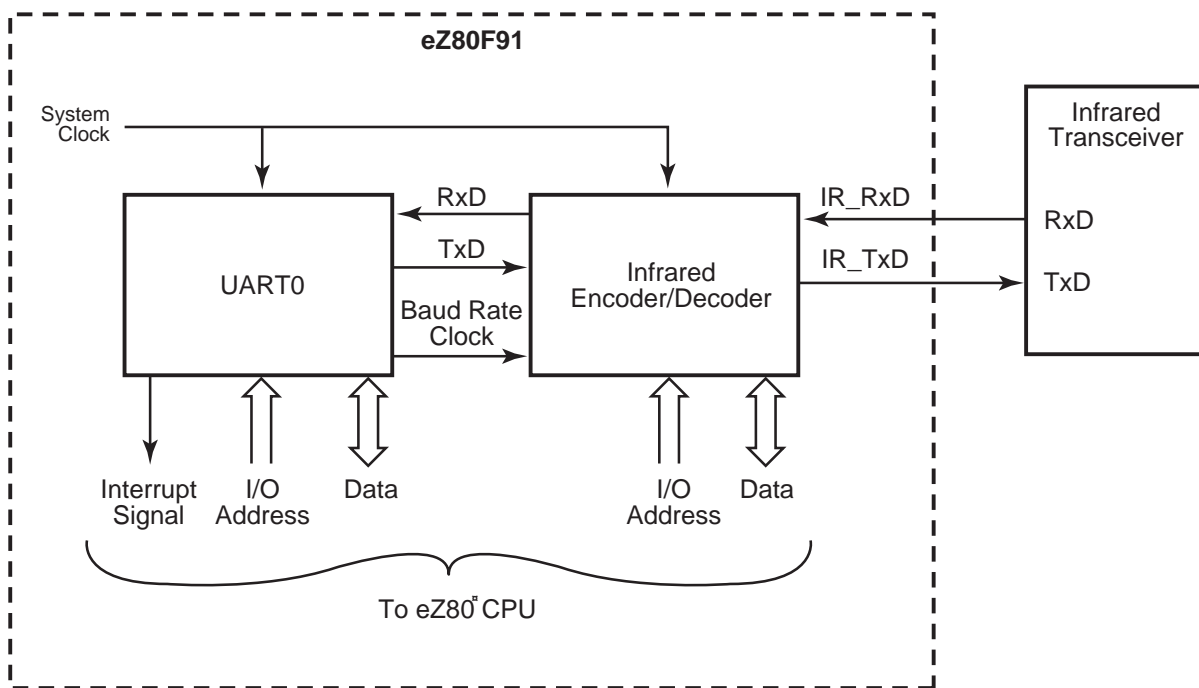 eZ80F91
System
Clock
Infrared
Transceiver
RxD
TxD
UART0
RxD
TxD
Baud Rate
Clock
Infrared
Encoder/Decoder
IR_RxD
IR_TxD
Interrupt
Signal
I/O
Address
Data
I/O
Address
Data
To eZ80¤ CPU